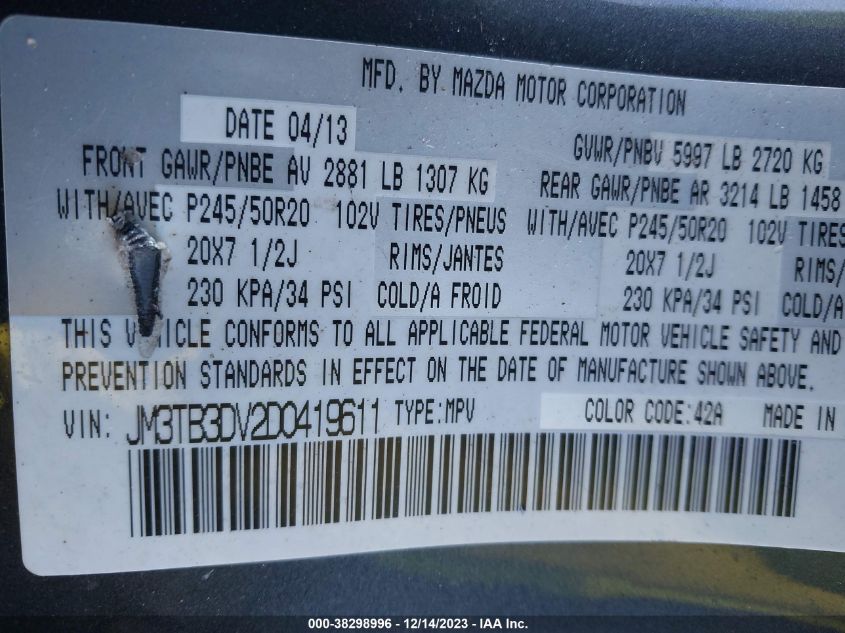 MFD. BY MAZDA MOTOR CORPORATION
DATE 04/13 GVWR/PNBV 5997 LB 2720 KG
FRONT GAWR/PNBE AV 2881 LB 1307 KG REAR GAWR/PNBE AR 3214 LB 1458
WITH/AVEC P245/50R20 102V TIRES/PNEUS WITH/AVEC P245/50R20 102V TIRES
20X7 1/2J RIMS/JANTES 20X7 1/2J RIMS/
230 KPA/34 PSI COLD/A FROID 230 KPA/34 PSI COLD/A
THIS VEHICLE CONFORMS TO ALL APPLICABLE FEDERAL MOTOR VEHICLE SAFETY AND
PREVENTION STANDARDS IN EFFECT ON THE DATE OF MANUFACTURE SHOWN ABOVE.
VIN: JM3TB3DV2D0419611 TYPE:MPV COLOR CODE:42A MADE IN
000-38298996 - 12/14/2023 - IAA, Inc.